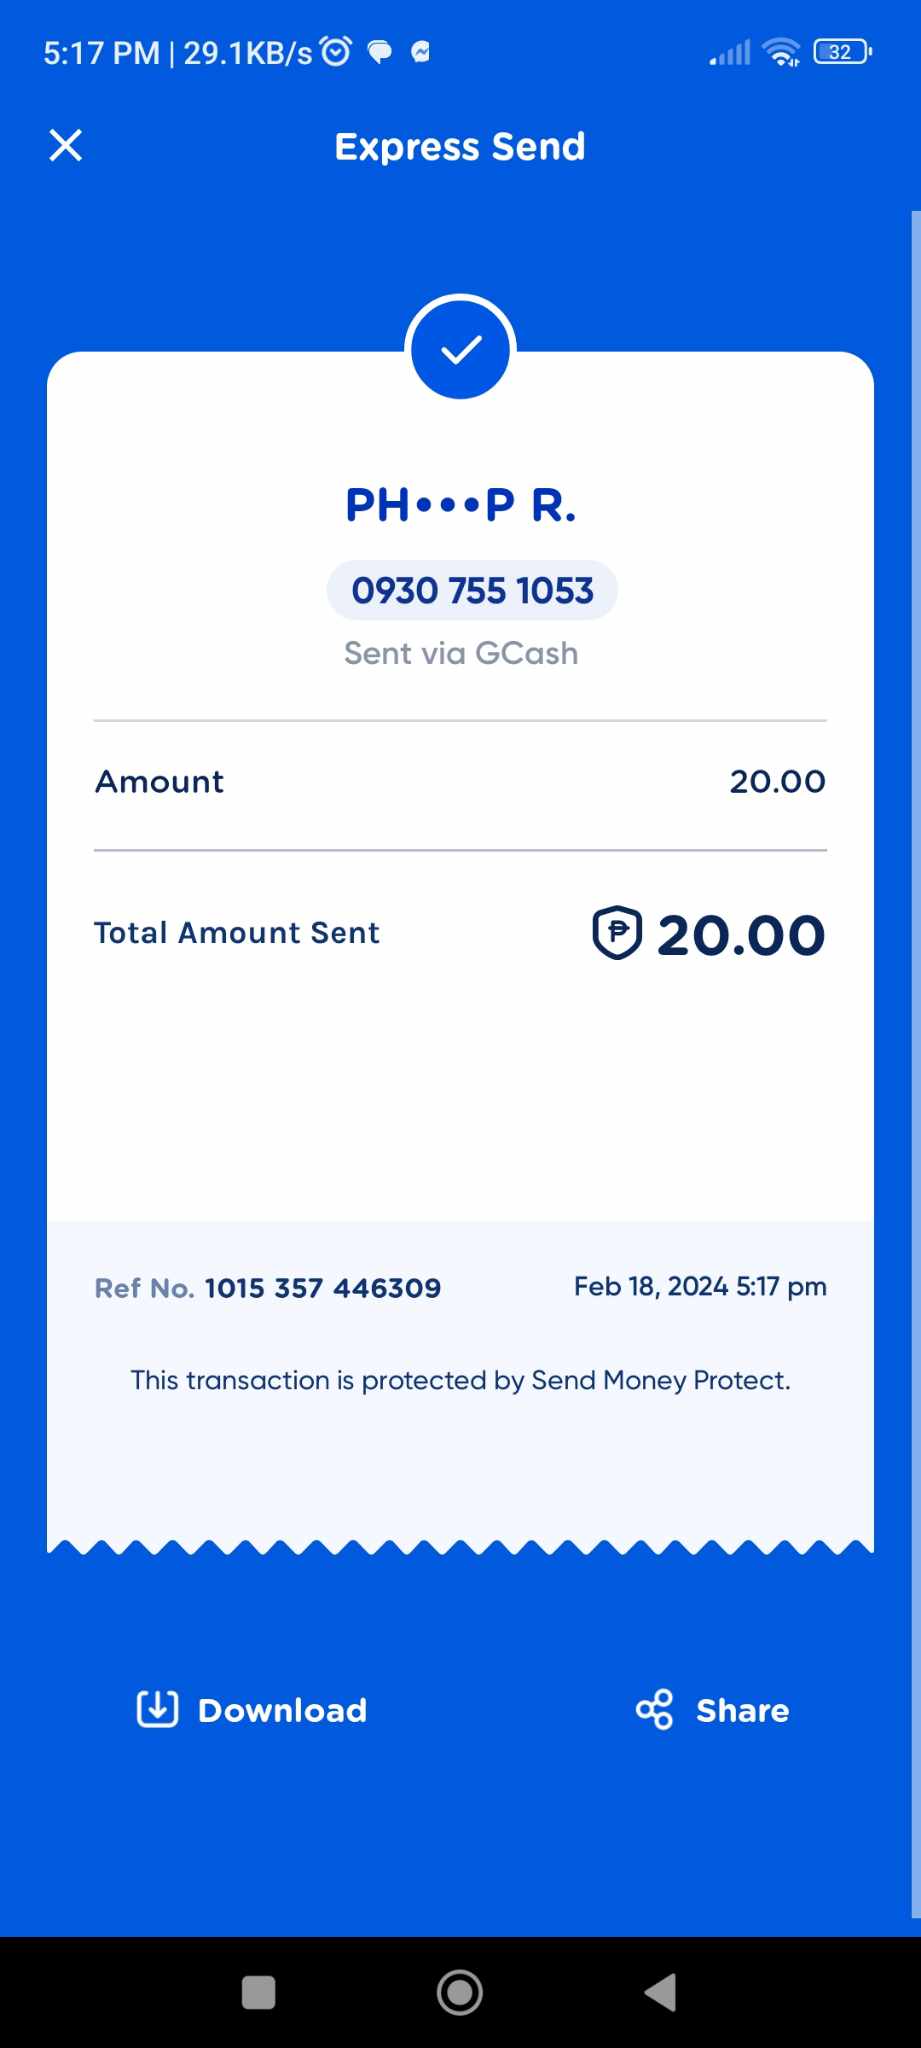 5:17 PM | 29.1KB/s
32
Express Send
PH•••P R.
0930 755 1053
Sent via GCash
Amount 20.00
Total Amount Sent ₱ 20.00
Ref No. 1015 357 446309 Feb 18, 2024 5:17 pm
This transaction is protected by Send Money Protect.
Download Share